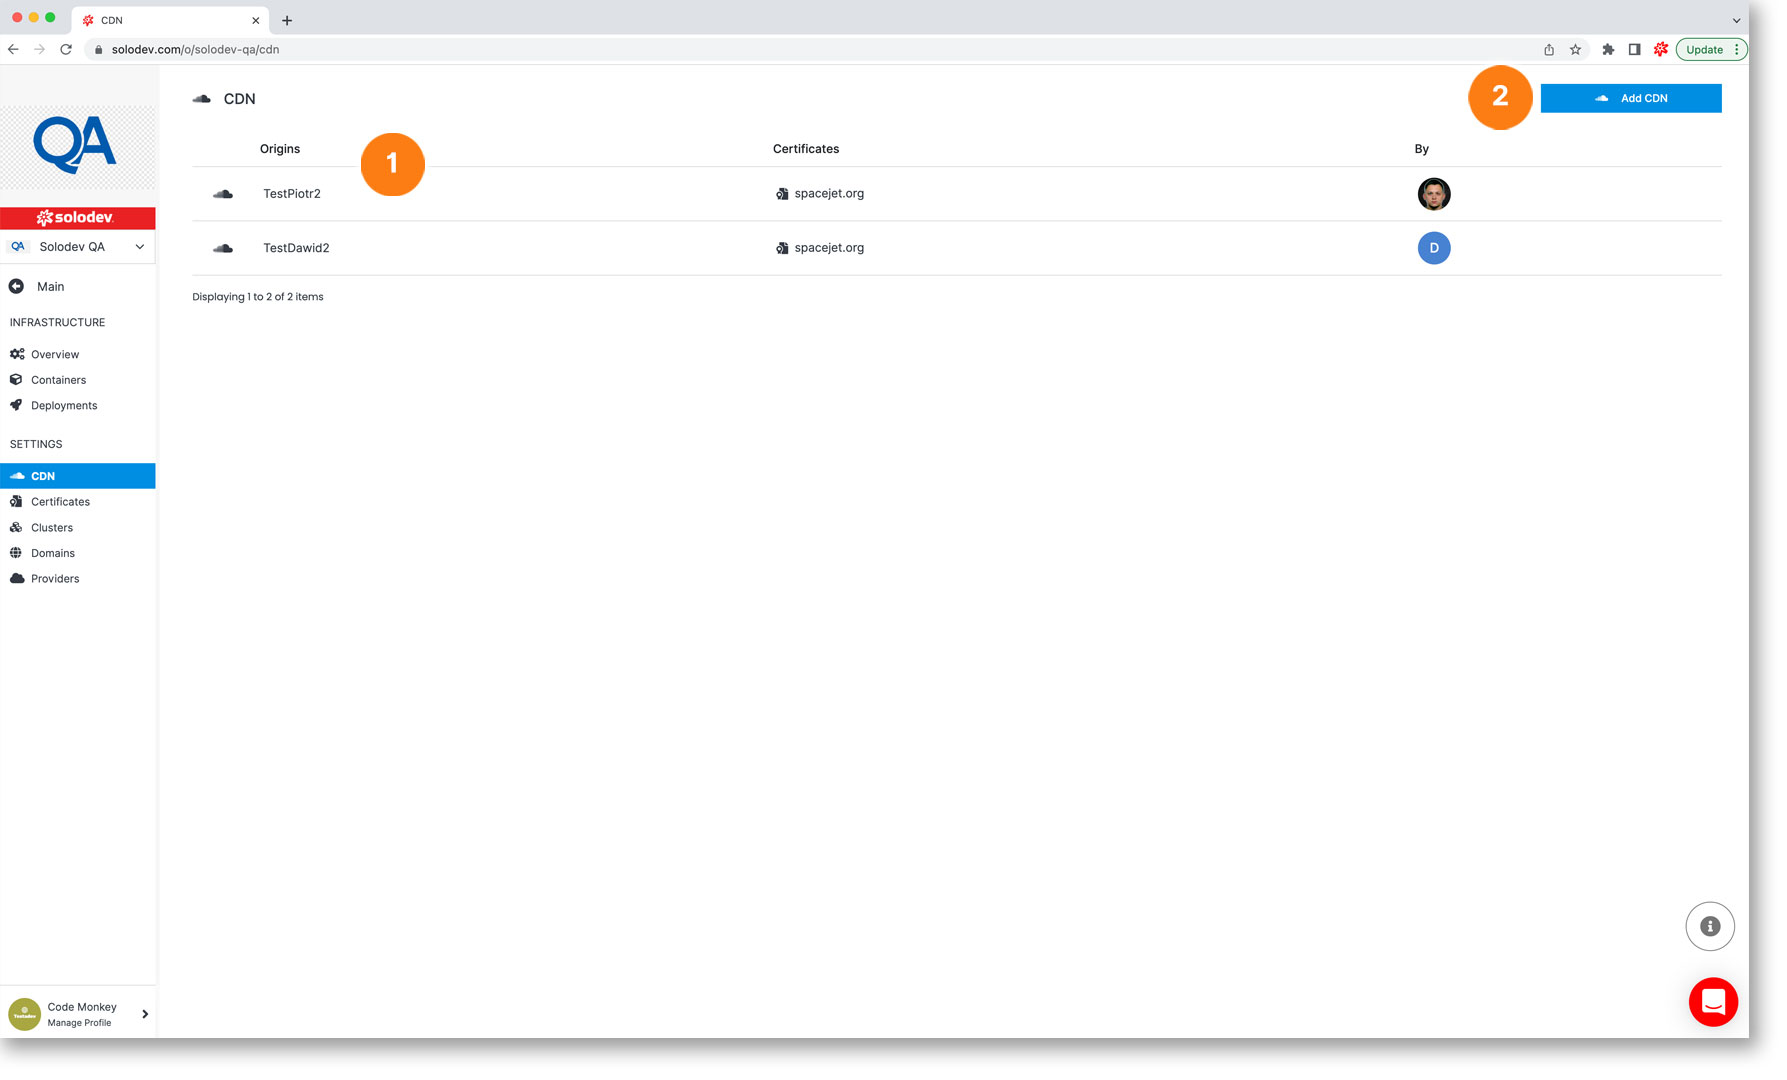 CDN
solodev.com/o/solodev-qa/cdn
Update
QA
solodev
QA Solodev QA
Main
INFRASTRUCTURE
Overview
Containers
Deployments
SETTINGS
CDN
Certificates
Clusters
Domains
Providers
Code Monkey
Manage Profile
CDN
2
Add CDN
Origins
1
Certificates
By
TestPiotr2
spacejet.org
TestDawid2
spacejet.org
D
Displaying 1 to 2 of 2 items